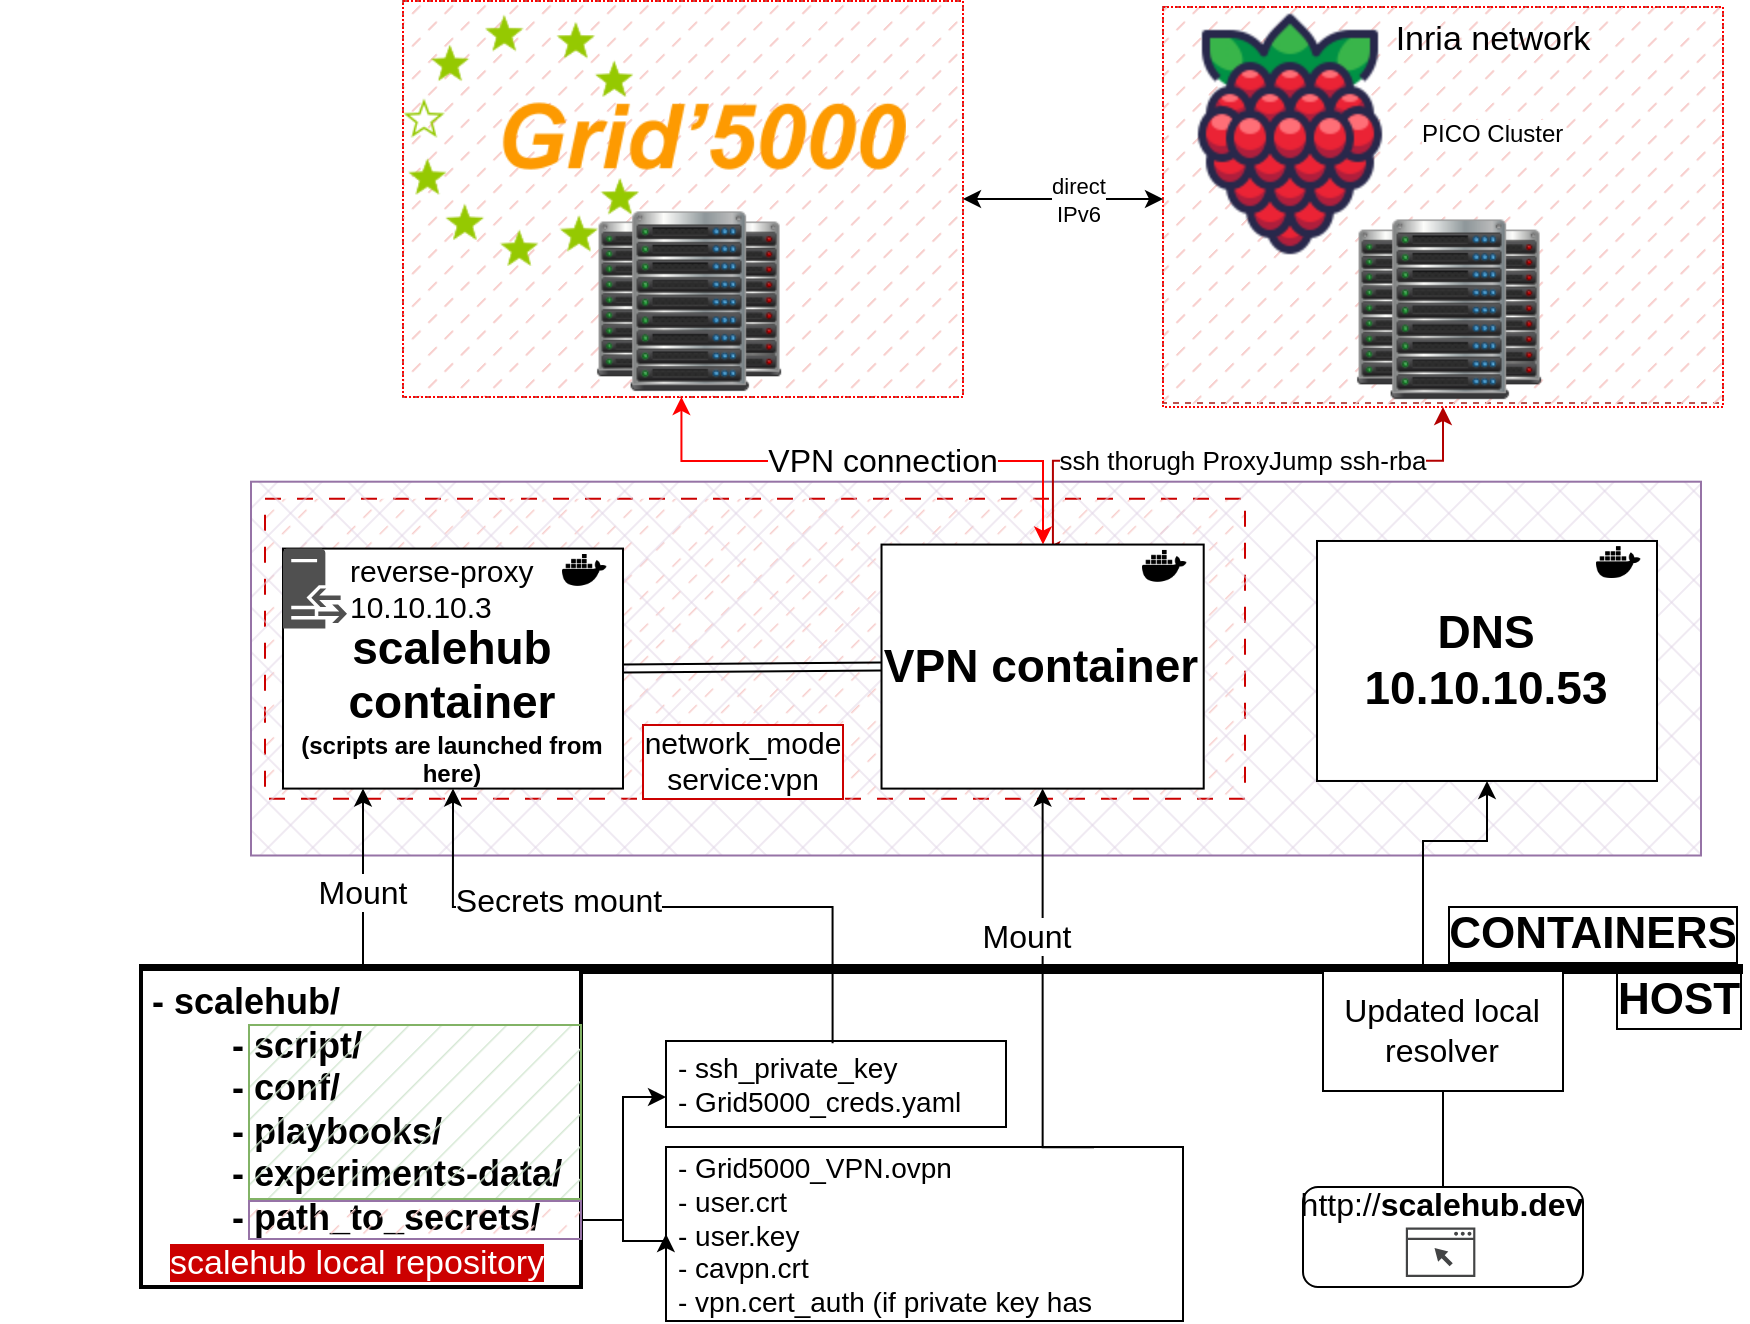 Grid'5000
Inria network
PICO Cluster
direct
IPv6
VPN connection
ssh thorugh ProxyJump ssh-rba
reverse-proxy
10.10.10.3
scalehub
container
(scripts are launched from
here)
VPN container
DNS
10.10.10.53
network_mode
service:vpn
Mount
Secrets mount
Mount
CONTAINERS
HOST
- scalehub/
- script/
- conf/
- playbooks/
- experiments-data/
- path_to_secrets/
scalehub local repository
- ssh_private_key
- Grid5000_creds.yaml
- Grid5000_VPN.ovpn
- user.crt
- user.key
- cavpn.crt
- vpn.cert_auth (if private key has
Updated local
resolver
http://scalehub.dev